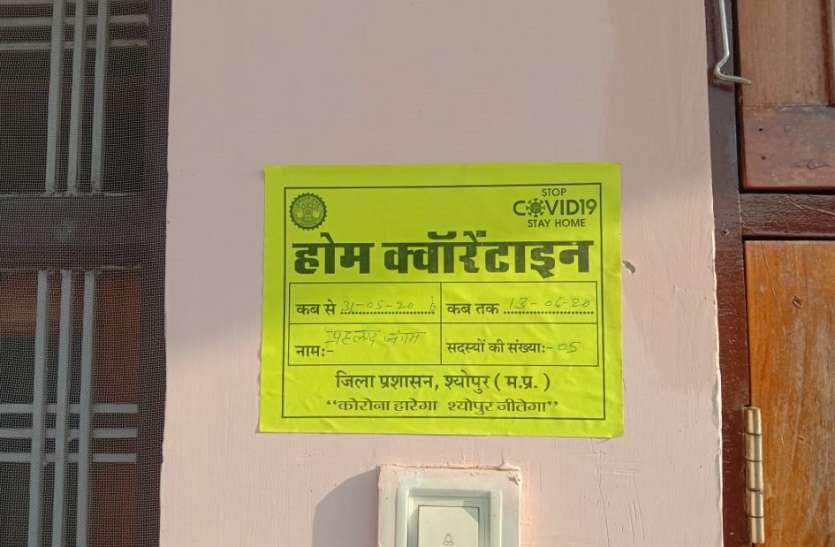 STOP
COVID19
STAY HOME
होम क्वॉरेंटाइन
कब से 31-05-20
कब तक 13-06-20
नामः-
सदस्यों की संख्याः- 05
जिला प्रशासन, श्योपुर ( म.प्र. )
"कोरोना हारेगा श्योपुर जीतेगा"